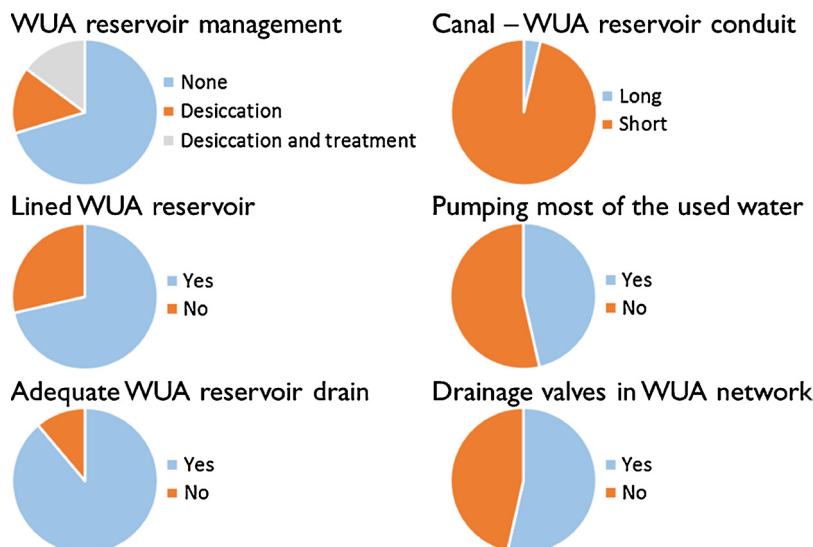 WUA reservoir management
None
Desiccation
Desiccation and treatment
Canal – WUA reservoir conduit
Long
Short
Lined WUA reservoir
Yes
No
Pumping most of the used water
Yes
No
Adequate WUA reservoir drain
Yes
No
Drainage valves in WUA network
Yes
No